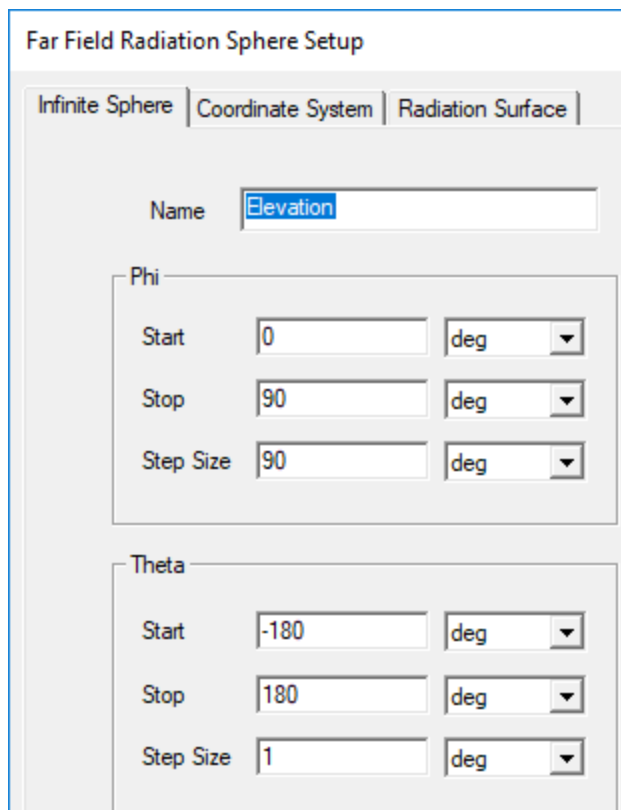 Far Field Radiation Sphere Setup
Infinite Sphere Coordinate System Radiation Surface
Name Elevation
Phi
Start 0 deg
Stop 90 deg
Step Size 90 deg
Theta
Start -180 deg
Stop 180 deg
Step Size 1 deg